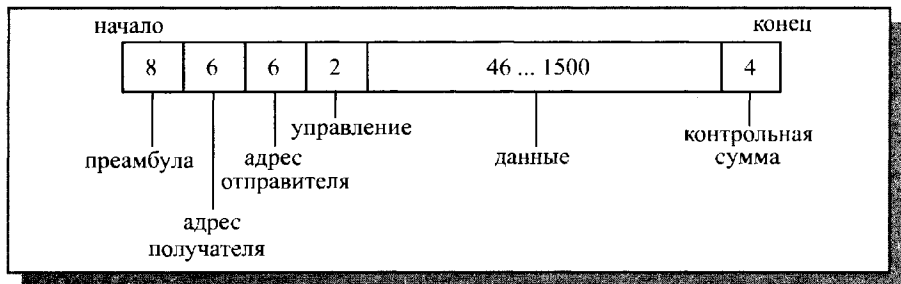 начало конец
8 6 6 2 46 ... 1500 4
управление
преамбула
адрес
отправителя
данные
контрольная
сумма
адрес
получателя